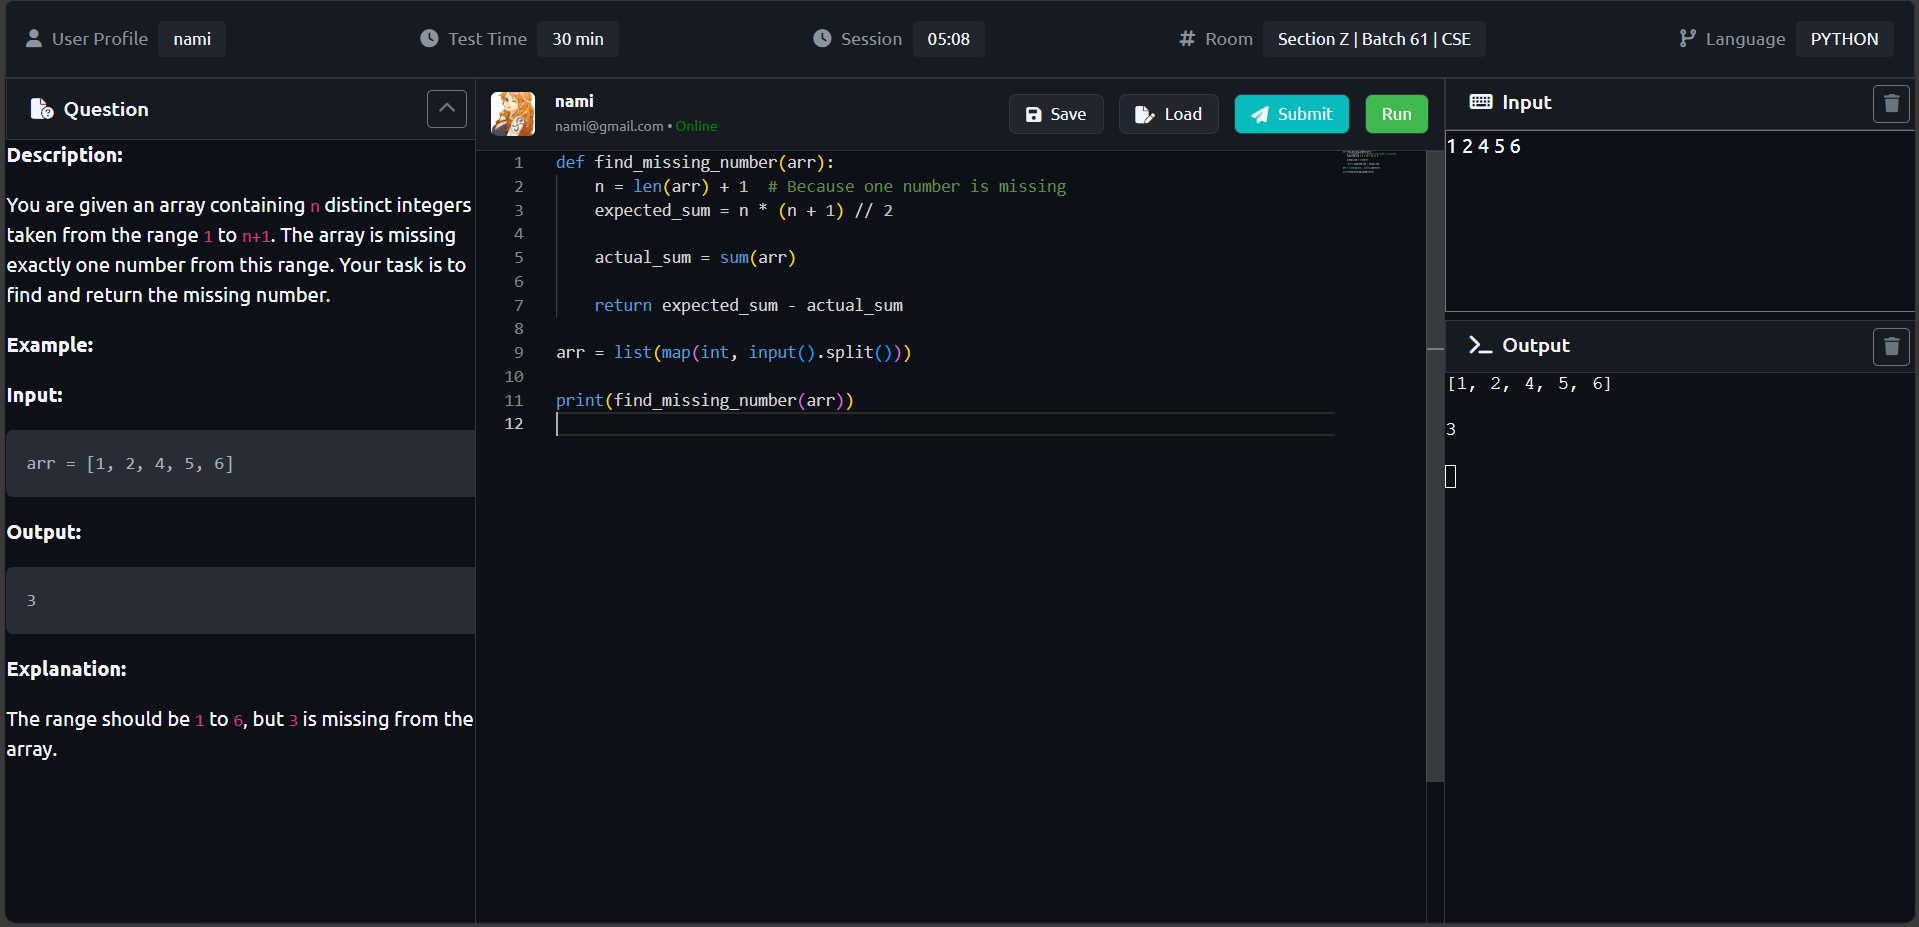 User Profile nami Test Time 30 min Session 05:08 Room Section Z | Batch 61 | CSE Language PYTHON
Question
Description:
You are given an array containing n distinct integers
taken from the range 1 to n+1. The array is missing
exactly one number from this range. Your task is to
find and return the missing number.
Example:
Input:
arr = [1, 2, 4, 5, 6]
Output:
3
Explanation:
The range should be 1 to 6, but 3 is missing from the
array.
nami
nami@gmail.com • Online
Save Load Submit Run
1 def find_missing_number(arr):
2     n = len(arr) + 1  # Because one number is missing
3     expected_sum = n * (n + 1) // 2
4
5     actual_sum = sum(arr)
6
7     return expected_sum - actual_sum
8
9 arr = list(map(int, input().split()))
10
11 print(find_missing_number(arr))
12
Input
1 2 4 5 6
Output
[1, 2, 4, 5, 6]
3